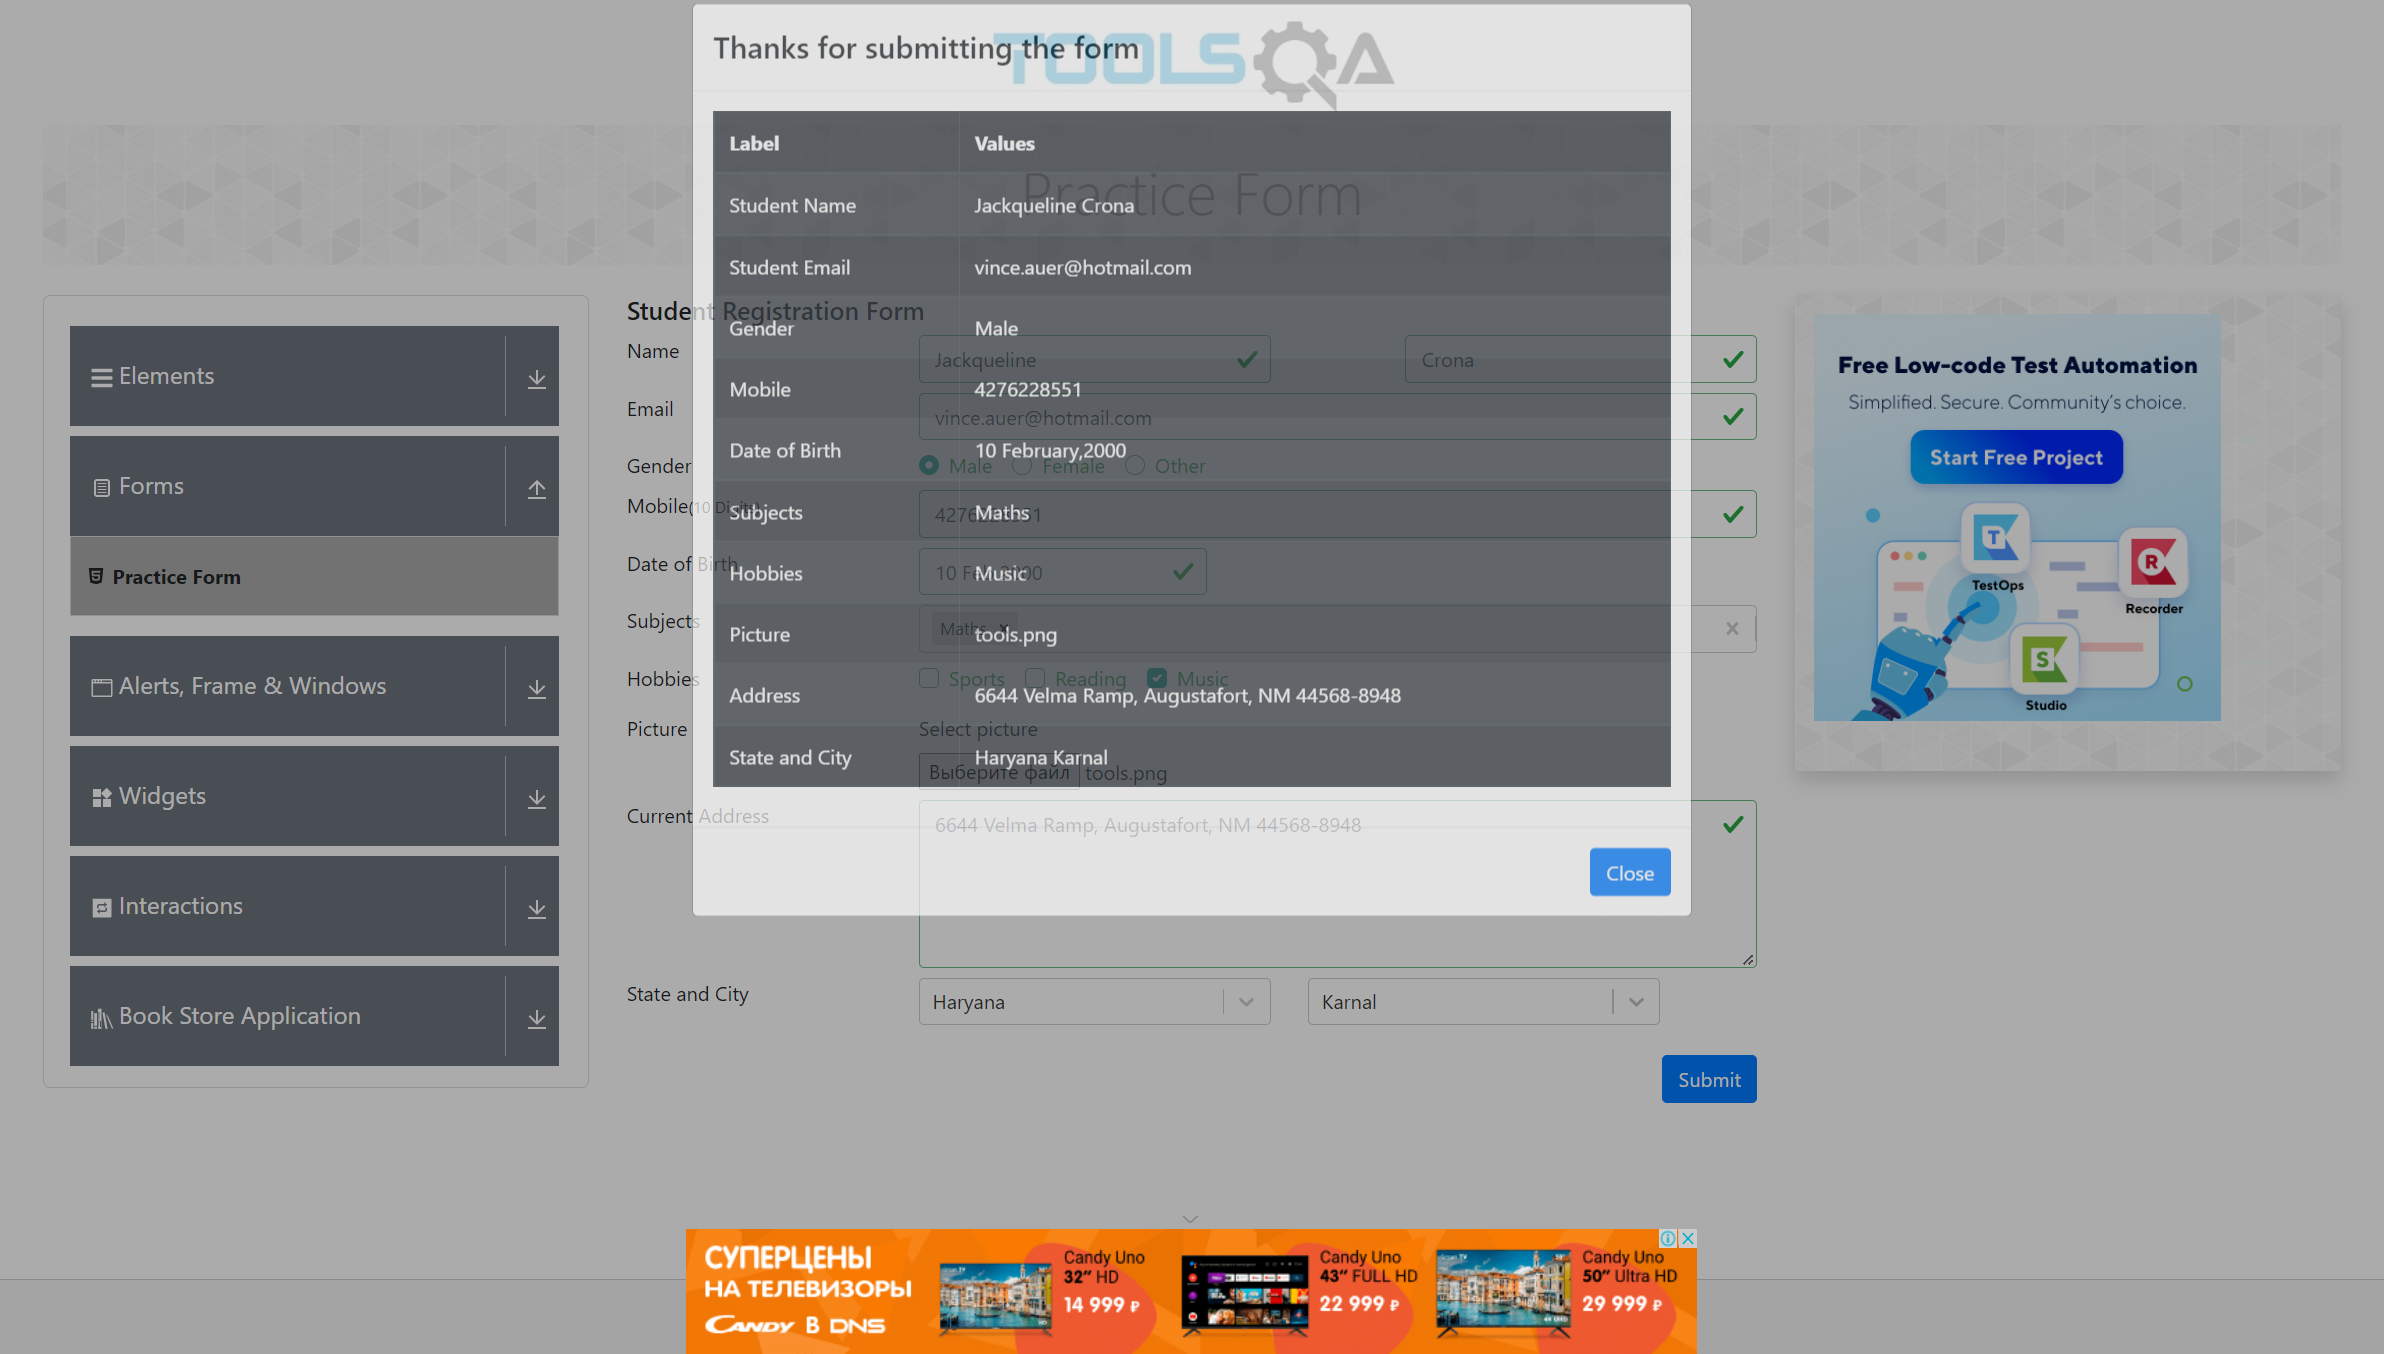 TOOLSQA
Thanks for submitting the form
Label Values
Student Name Jackqueline Crona
Student Email vince.auer@hotmail.com
Gender Male
Mobile 4276228551
Date of Birth 10 February,2000
Subjects Maths
Hobbies Music
Picture tools.png
Address 6644 Velma Ramp, Augustafort, NM 44568-8948
State and City Haryana Karnal
Close
Practice Form
Elements
Forms
Practice Form
Alerts, Frame & Windows
Widgets
Interactions
Book Store Application
Student Registration Form
Name Jackqueline Crona
Email vince.auer@hotmail.com
Gender Male Female Other
Mobile(10 Digits) 4276228551
Date of Birth 10 Feb 2000
Subjects Maths
Hobbies Sports Reading Music
Picture Select picture
Выберите файл tools.png
Current Address 6644 Velma Ramp, Augustafort, NM 44568-8948
State and City Haryana Karnal
Submit
Free Low-code Test Automation
Simplified. Secure. Community's choice.
Start Free Project
T
TestOps
R
Recorder
S
Studio
СУПЕРЦЕНЫ
НА ТЕЛЕВИЗОРЫ
CANDY В DNS
Candy Uno
32" HD
14 999 ₽
Candy Uno
43" FULL HD
22 999 ₽
Candy Uno
50" Ultra HD
29 999 ₽